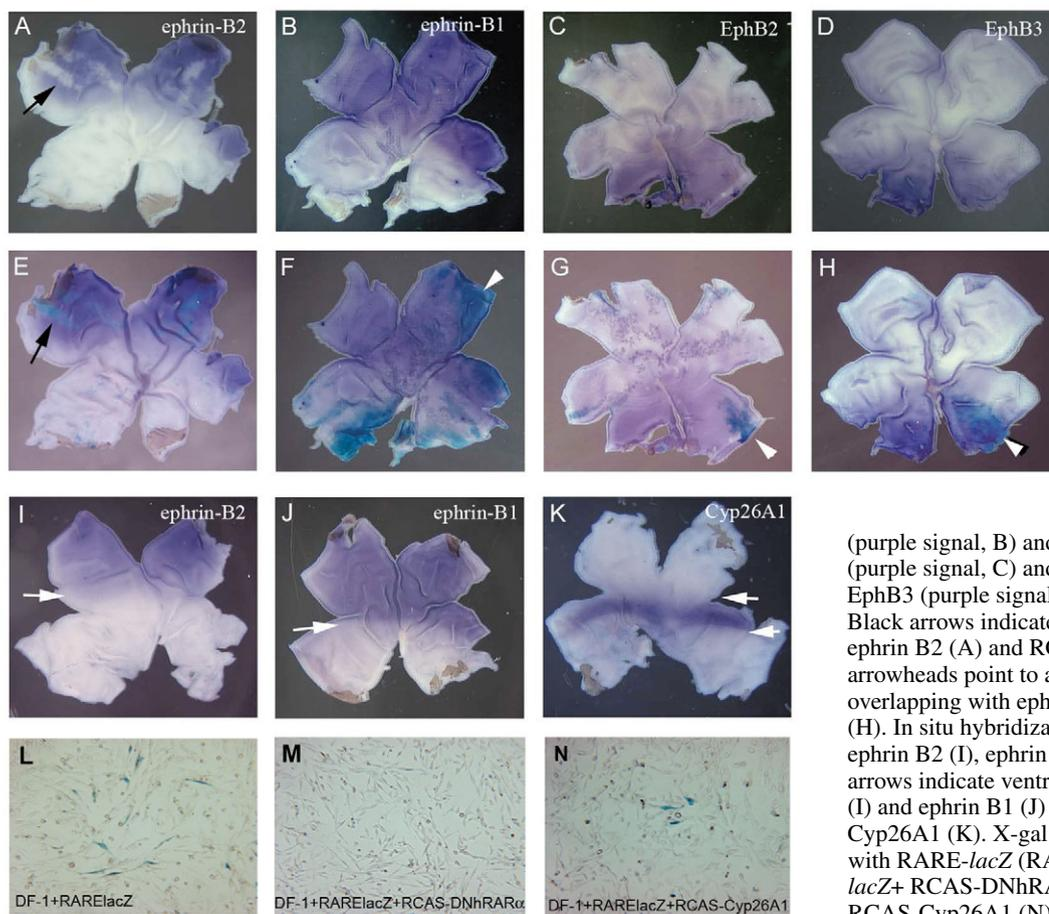 A ephrin-B2
B ephrin-B1
C EphB2
D EphB3
E
F
G
H
I ephrin-B2
J ephrin-B1
K Cyp26A1
L
DF-1+RARElacZ
M
DF-1+RARElacZ+RCAS-DNhRARα
N
DF-1+RARElacZ+RCAS-Cyp26A1
(purple signal, B) and
(purple signal, C) and
EphB3 (purple signal
Black arrows indicate
ephrin B2 (A) and RC
arrowheads point to a
overlapping with eph
(H). In situ hybridiza
ephrin B2 (I), ephrin
arrows indicate ventr
(I) and ephrin B1 (J)
Cyp26A1 (K). X-gal
with RARE-lacZ (RA
lacZ+ RCAS-DNhRA
RCAS-Cyp26A1 (N)